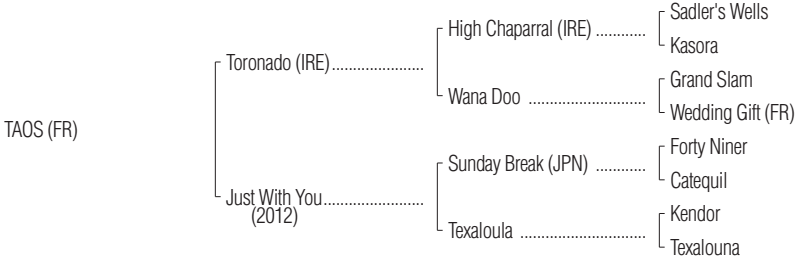 Sadler's Wells
High Chaparral (IRE) ............
Kasora
Toronado (IRE)......................
Grand Slam
Wana Doo ............................
Wedding Gift (FR)
TAOS (FR)
Forty Niner
Sunday Break (JPN) ............
Catequil
Just With You........................
(2012)
Kendor
Texaloula ..............................
Texalouna